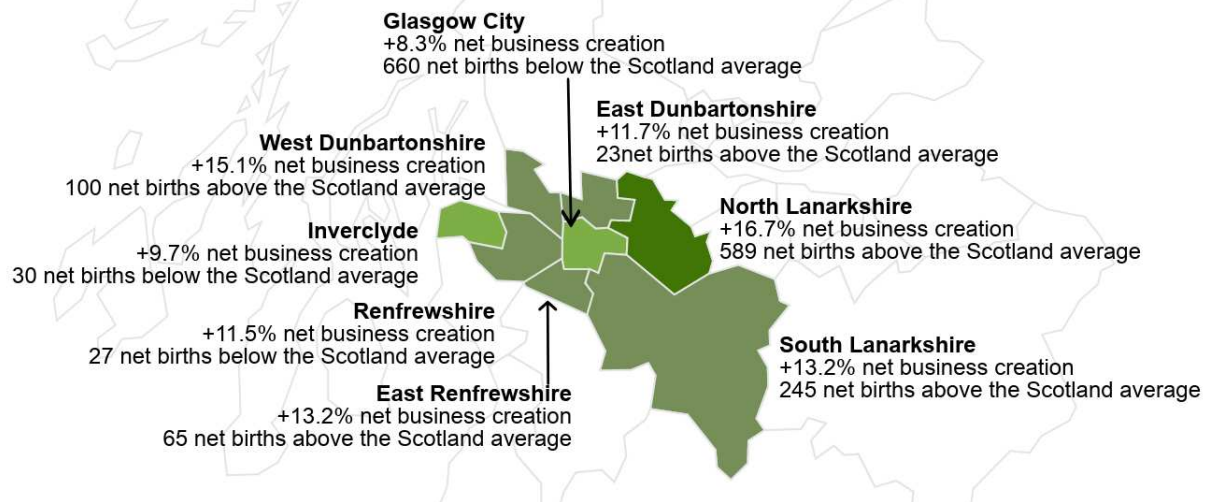 Glasgow City
+8.3% net business creation
660 net births below the Scotland average
East Dunbartonshire
+11.7% net business creation
23net births above the Scotland average
West Dunbartonshire
+15.1% net business creation
100 net births above the Scotland average
North Lanarkshire
+16.7% net business creation
589 net births above the Scotland average
Inverclyde
+9.7% net business creation
30 net births below the Scotland average
Renfrewshire
+11.5% net business creation
27 net births below the Scotland average
South Lanarkshire
+13.2% net business creation
245 net births above the Scotland average
East Renfrewshire
+13.2% net business creation
65 net births above the Scotland average